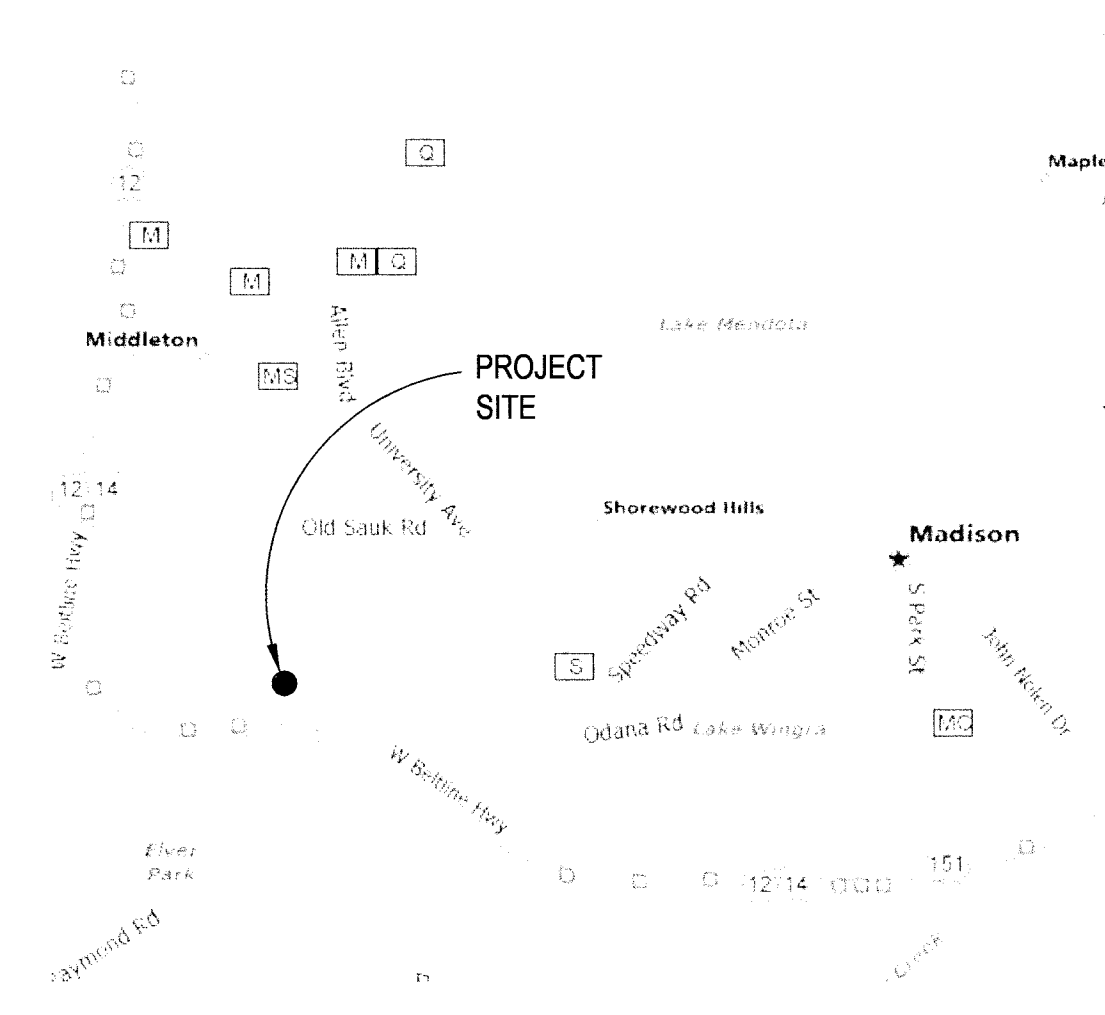 Q
Maple
12
M
M
Q
M
Lake Mendota
Allen Blvd
Middleton
PROJECT
SITE
MS
University Ave
12 14
Shorewood Hills
Old Sauk Rd
Madison
W Beltline Hwy
S Park St
Speedway Rd
Monroe St
John Nolen Dr
S
Odana Rd
Lake Wingra
MC
W Beltline Hwy
Elver
Park
151
12 14
aymond Rd
Creek